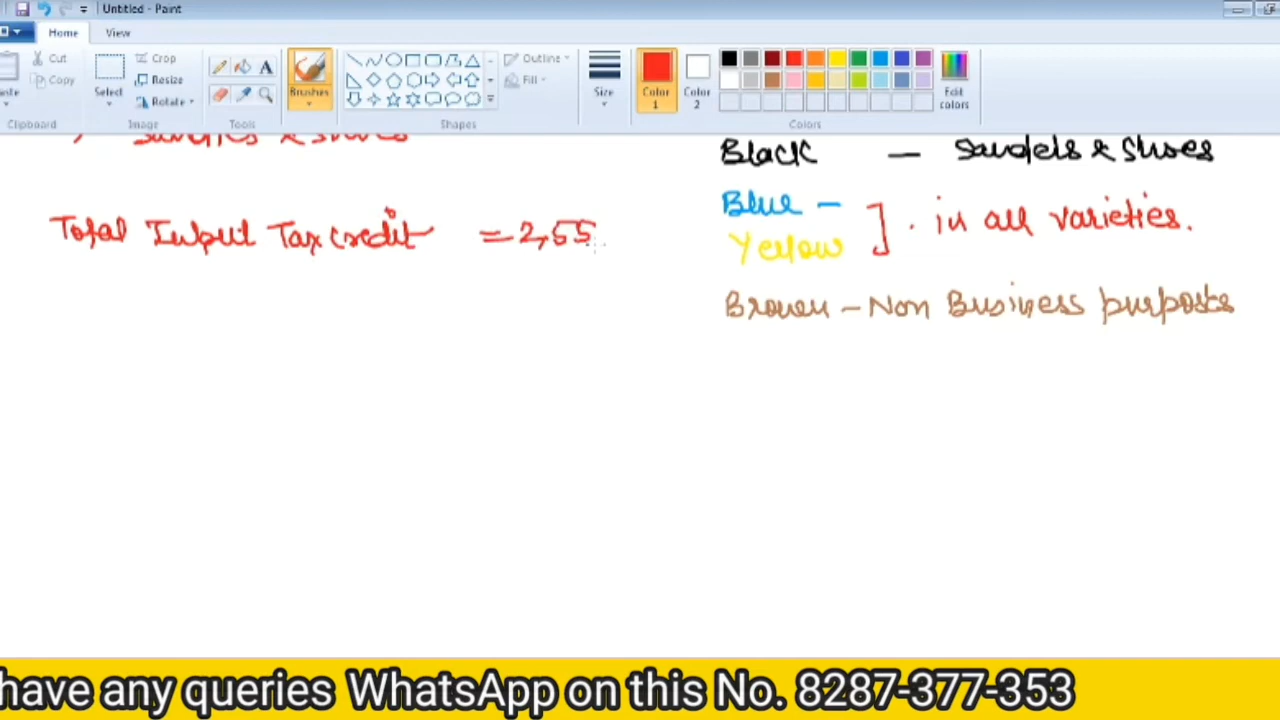 Untitled - Paint
Home View
Cut
Copy
Select
Crop
Resize
Rotate
Brushes
Outline
Fill
Size
Color 1
Color 2
Edit colors
Clipboard
Image
Tools
Shapes
Colors
& Shoes
Black — Sandels & Shoes
Total Input Tax credit = 2,55
Blue -
Yellow
in all varieties.
Brown - Non Business purposes
have any queries WhatsApp on this No. 8287-377-353